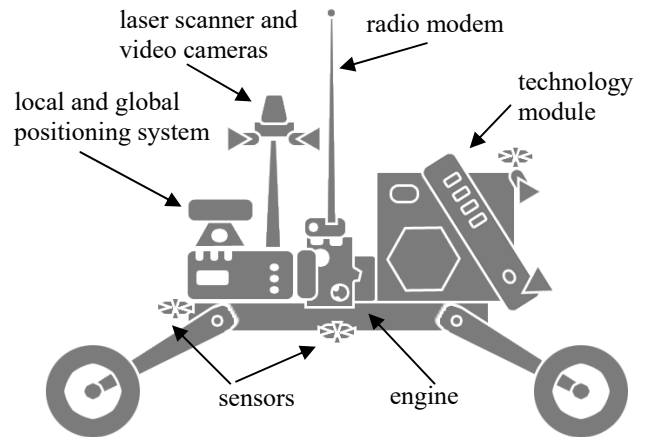 laser scanner and
video cameras
radio modem
technology
module
local and global
positioning system
sensors
engine